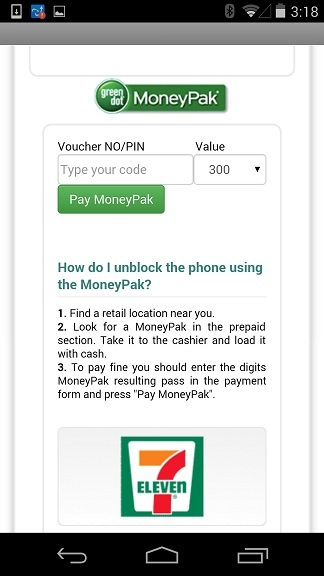 3:18
green
dot MoneyPak
Voucher NO/PIN Value
Type your code 300
Pay MoneyPak
How do I unblock the phone using
the MoneyPak?
1. Find a retail location near you.
2. Look for a MoneyPak in the prepaid
section. Take it to the cashier and load it
with cash.
3. To pay fine you should enter the digits
MoneyPak resulting pass in the payment
form and press "Pay MoneyPak".
7
ELEVEN